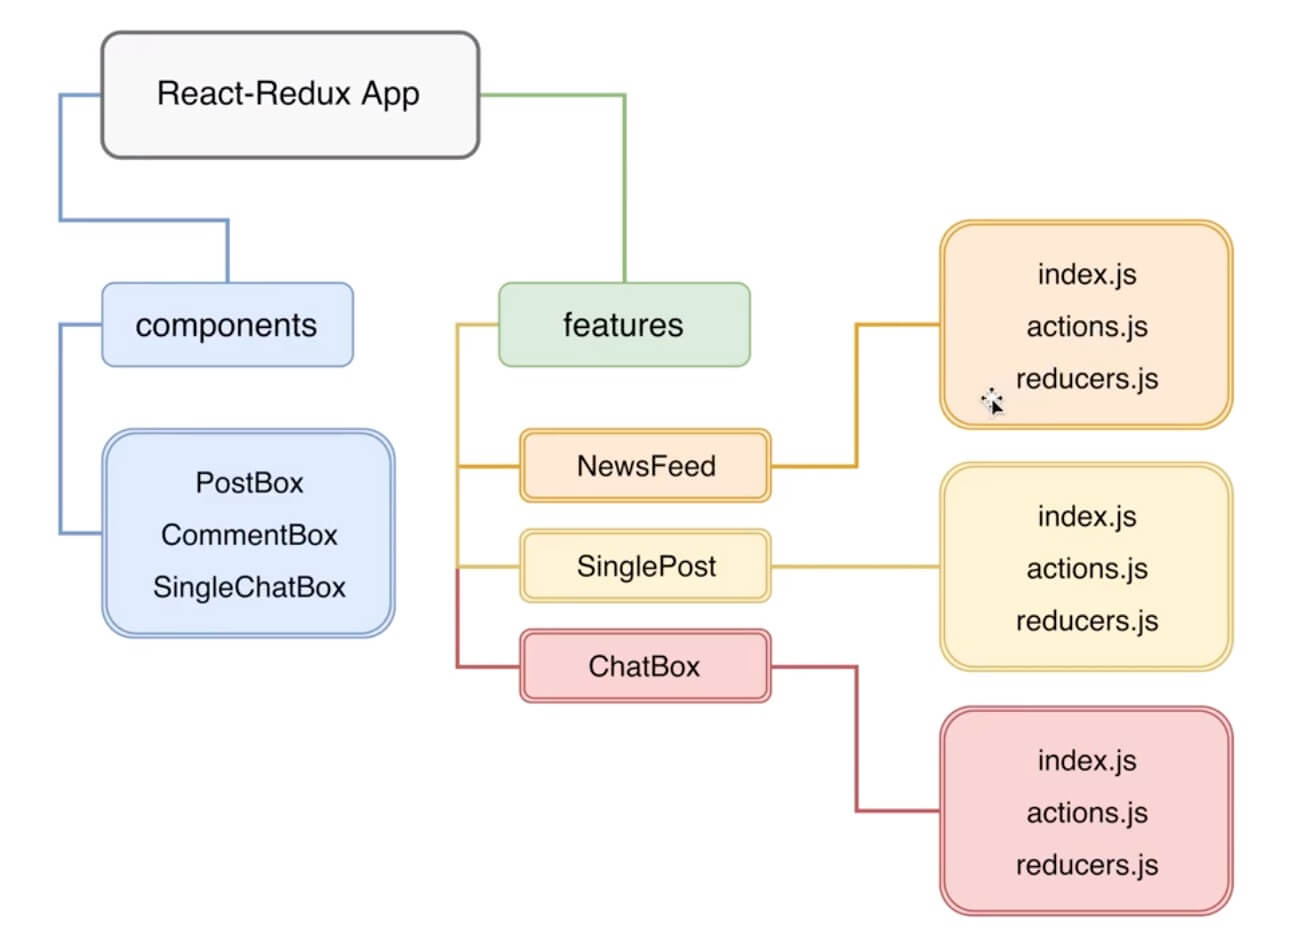 React-Redux App
components
features
PostBox
CommentBox
SingleChatBox
NewsFeed
SinglePost
ChatBox
index.js
actions.js
reducers.js
index.js
actions.js
reducers.js
index.js
actions.js
reducers.js